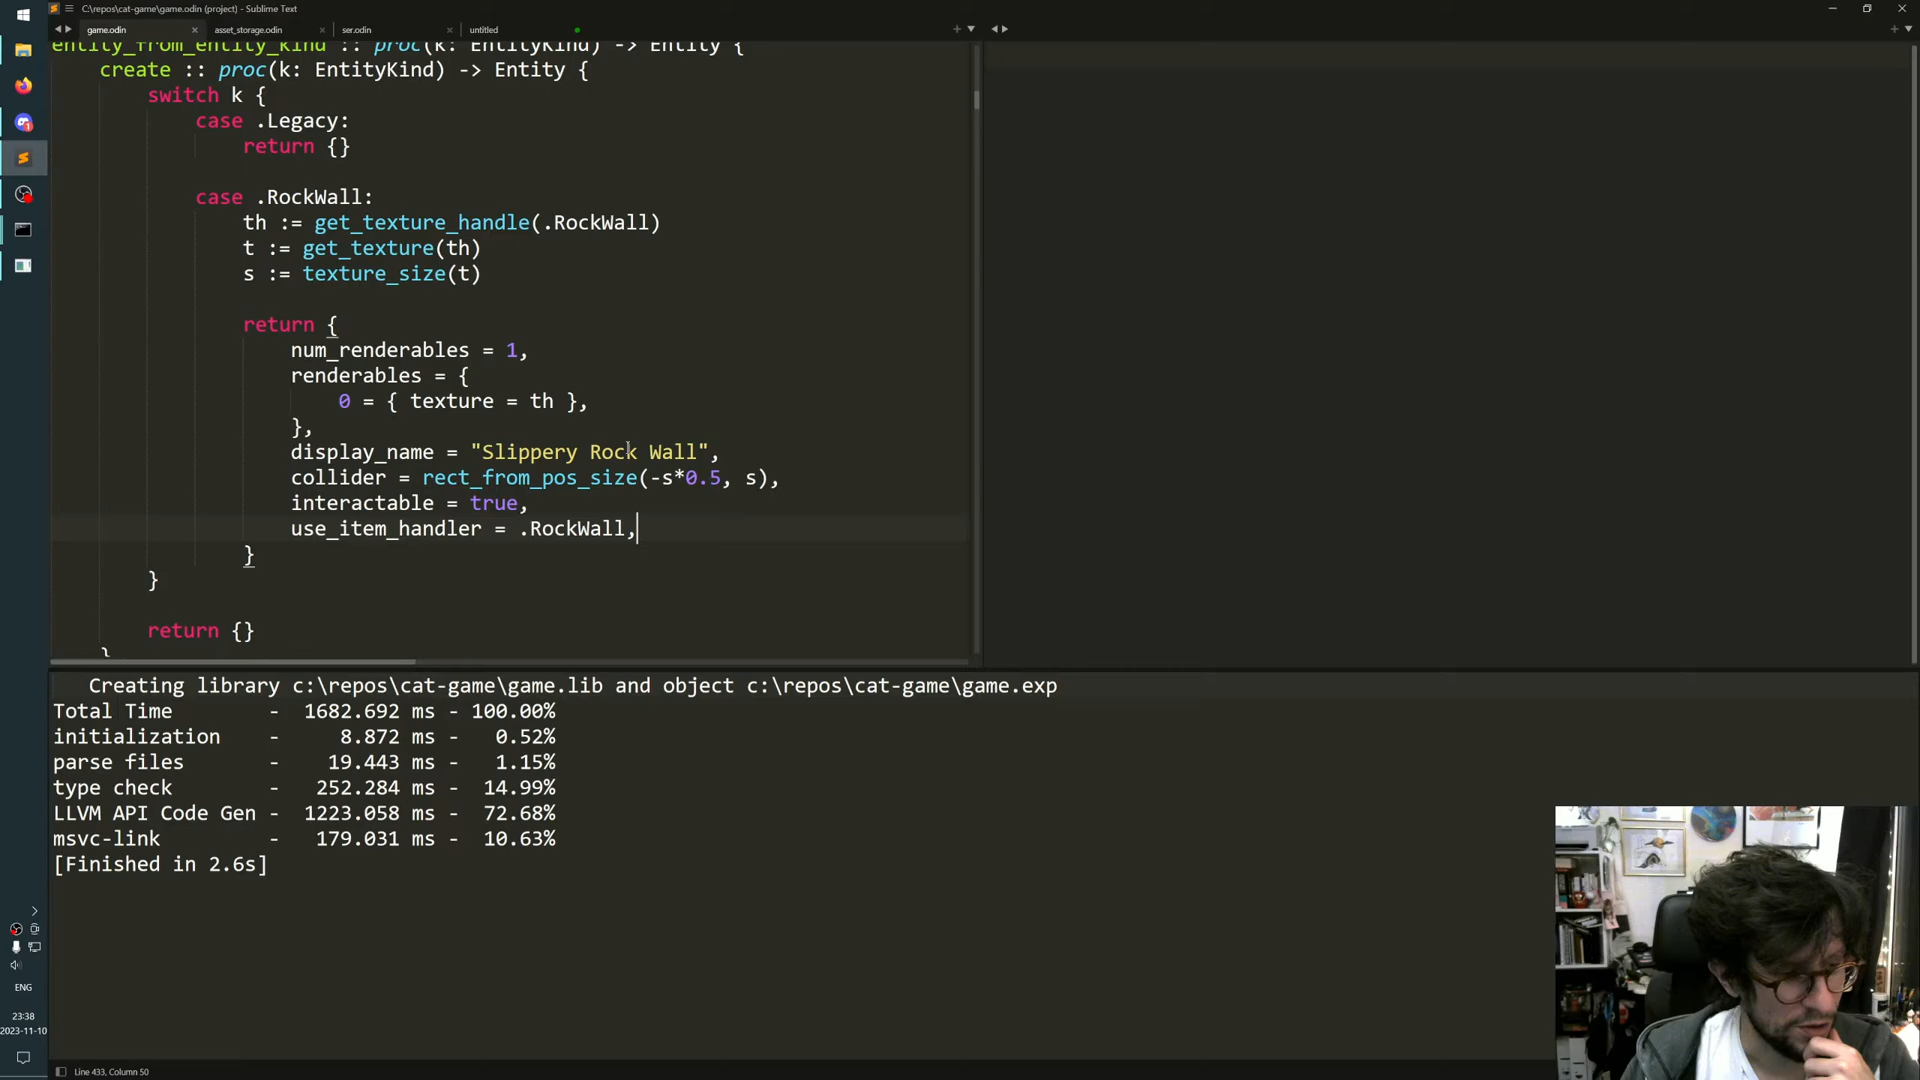 C:\repos\cat-game\game.odin (project) - Sublime Text
game.odin
asset_storage.odin
ser.odin
untitled
entity_from_entity_kind :: proc(k: EntityKind) -> Entity {
create :: proc(k: EntityKind) -> Entity {
switch k {
case .Legacy:
return {}
case .RockWall:
th := get_texture_handle(.RockWall)
t := get_texture(th)
s := texture_size(t)
return {
num_renderables = 1,
renderables = {
0 = { texture = th },
},
display_name = "Slippery Rock Wall",
collider = rect_from_pos_size(-s*0.5, s),
interactable = true,
use_item_handler = .RockWall,
}
}
return {}
}
Creating library c:\repos\cat-game\game.lib and object c:\repos\cat-game\game.exp
Total Time - 1682.692 ms - 100.00%
initialization - 8.872 ms - 0.52%
parse files - 19.443 ms - 1.15%
type check - 252.284 ms - 14.99%
LLVM API Code Gen - 1223.058 ms - 72.68%
msvc-link - 179.031 ms - 10.63%
[Finished in 2.6s]
ENG
23:38
2023-11-10
Line 433, Column 50